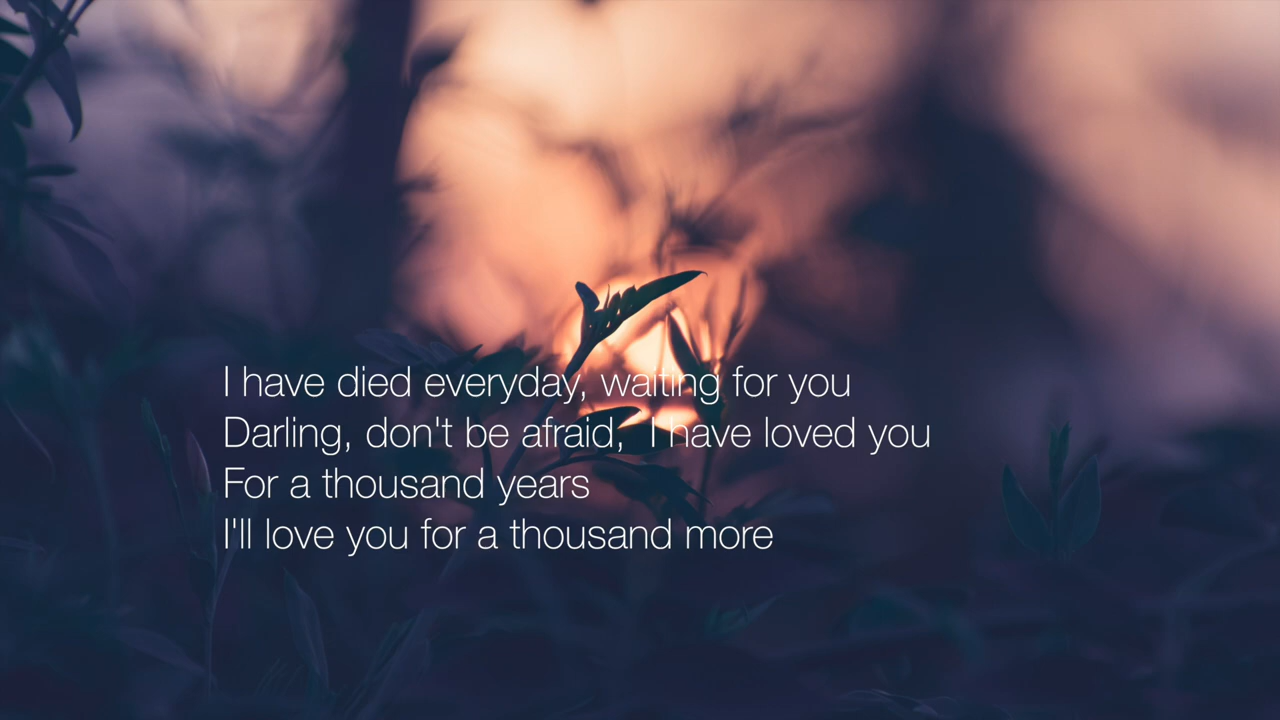 I have died everyday, waiting for you
Darling, don't be afraid,  I have loved you
For a thousand years
I'll love you for a thousand more